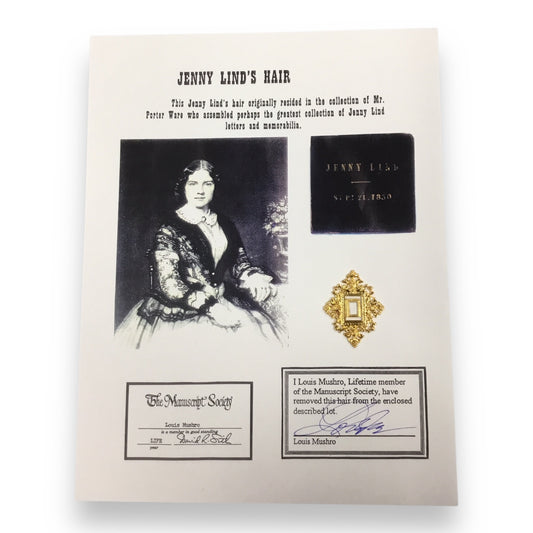 JENNY LIND'S HAIR
This Jenny Lind's hair originally resided in the collection of Mr.
Porter Ware who assembled perhaps the greatest collection of Jenny Lind
letters and memorabilia.
JENNY LIND
SEPT 21, 1850
The Manuscript Society
Louis Mushro
is a member in good standing
LIFE
year
I Louis Mushro, Lifetime member
of the Manuscript Society, have
removed this hair from the enclosed
described lot.
Louis Mushro